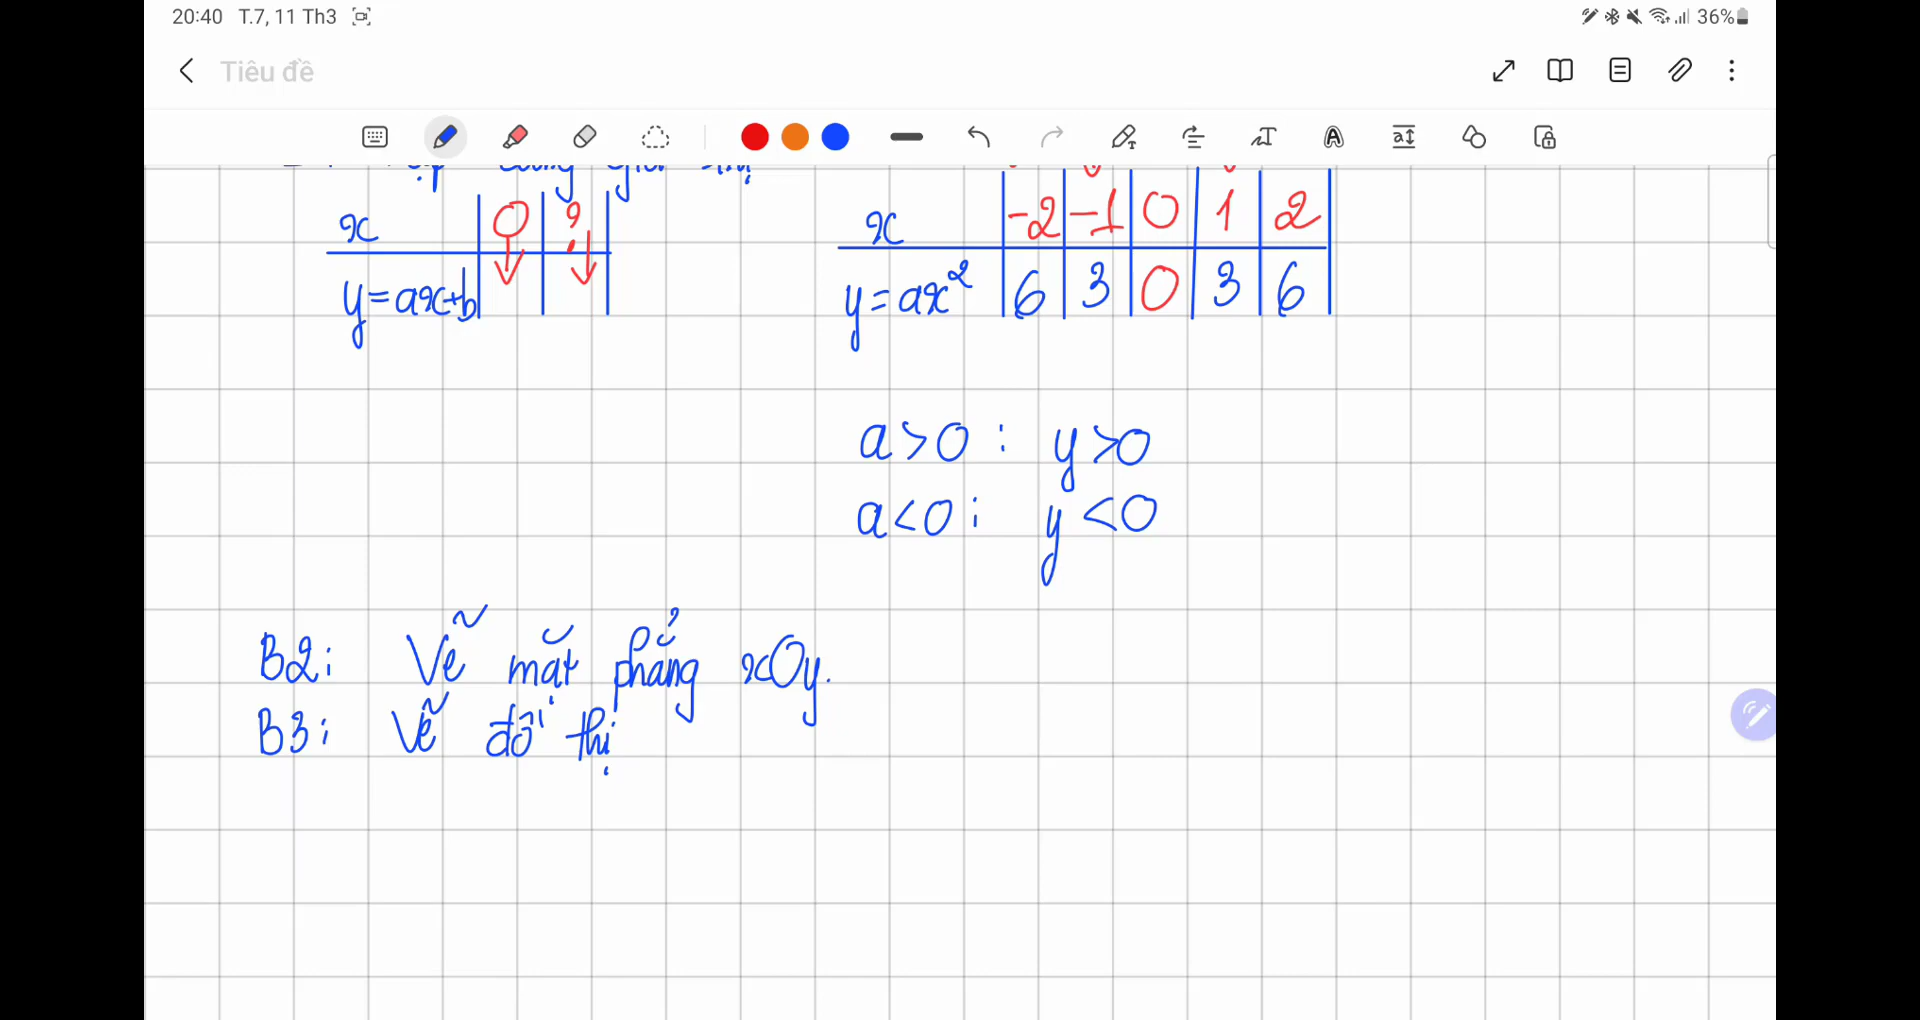 20:40 T.7, 11 Th3 36%
Tiêu đề
x 0
y=ax+b
x -2 -1 0 1 2
y=ax² 6 3 0 3 6
a>0 : y>0
a<0 : y<0
B2: Vẽ mặt phẳng xOy.
B3: Vẽ đồ thị